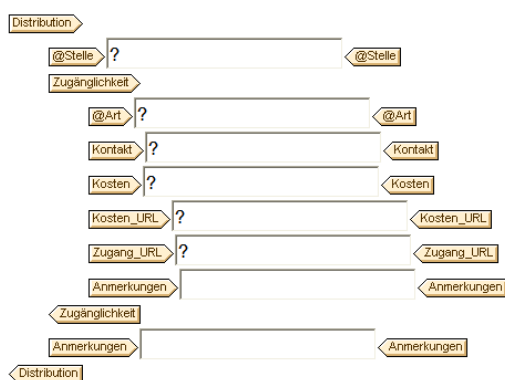 Distribution
@Stelle ? @Stelle
Zugänglichkeit
@Art ? @Art
Kontakt ? Kontakt
Kosten ? Kosten
Kosten_URL ? Kosten_URL
Zugang_URL ? Zugang_URL
Anmerkungen Anmerkungen
Zugänglichkeit
Anmerkungen Anmerkungen
Distribution